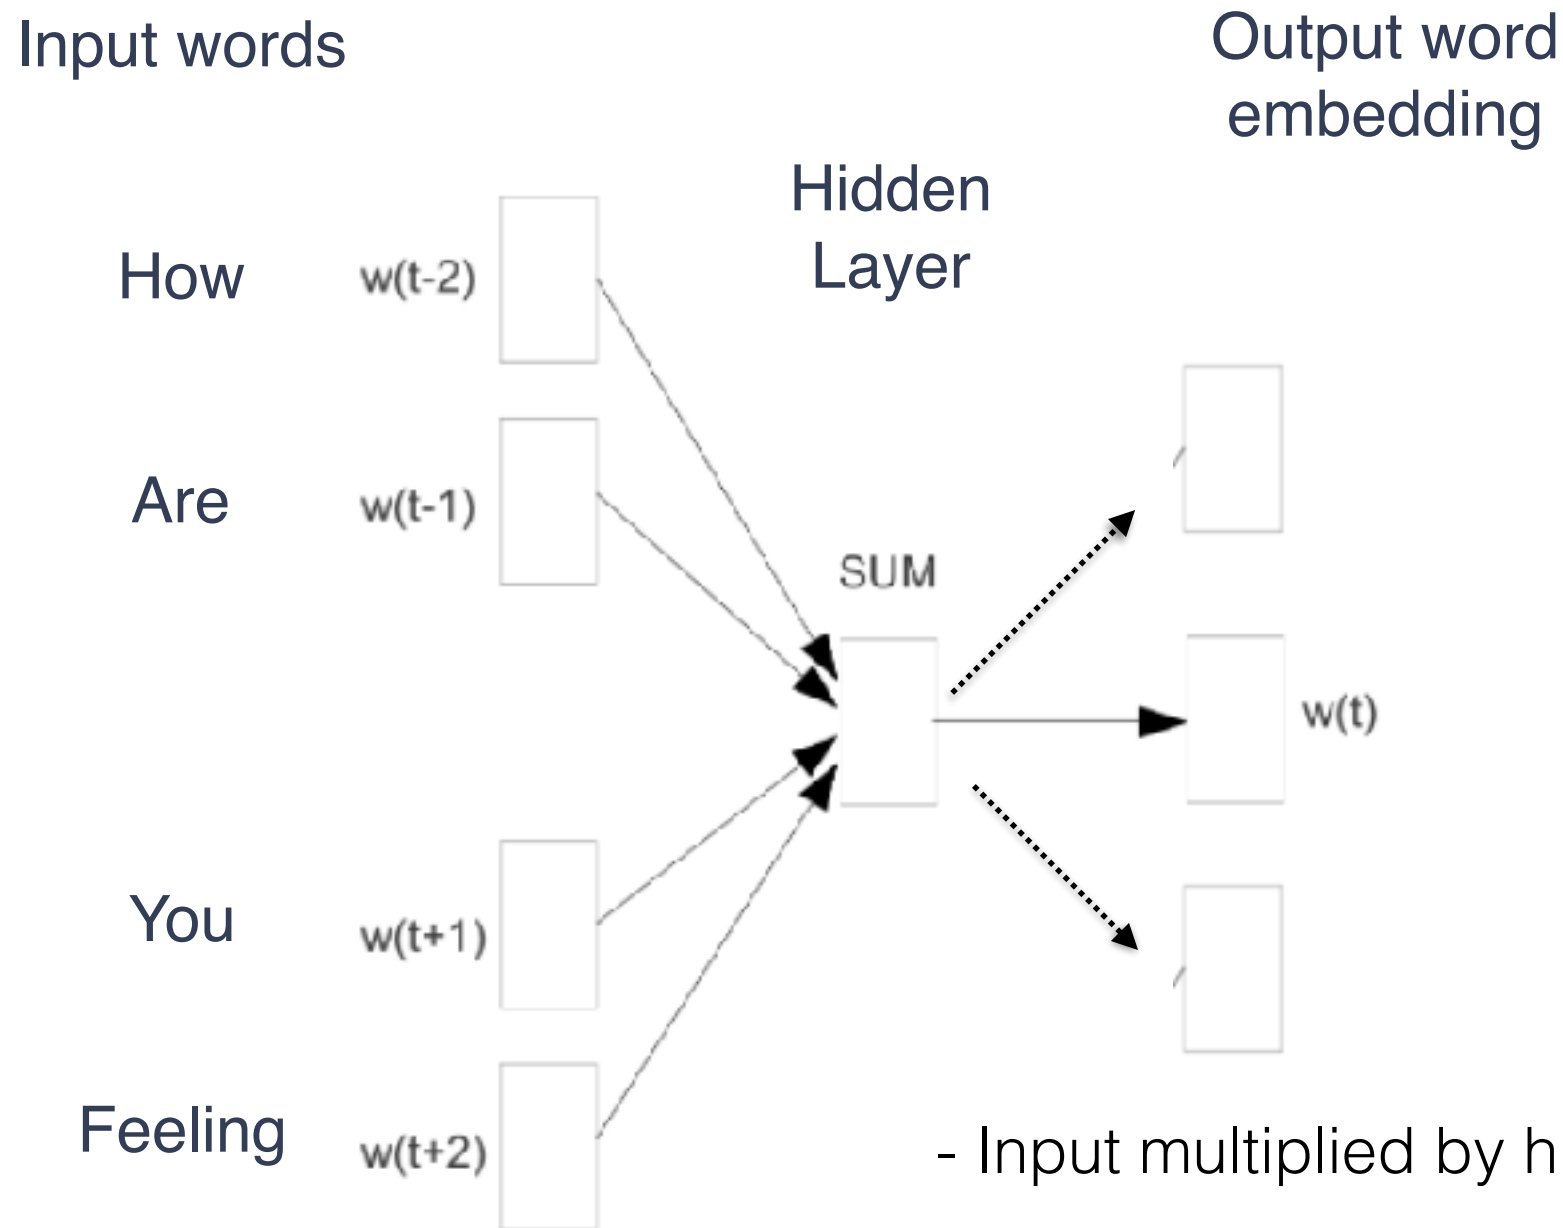 Input words
Output word
embedding
Hidden
Layer
How w(t-2)
Are w(t-1)
SUM
w(t)
You w(t+1)
Feeling w(t+2)
- Input multiplied by h